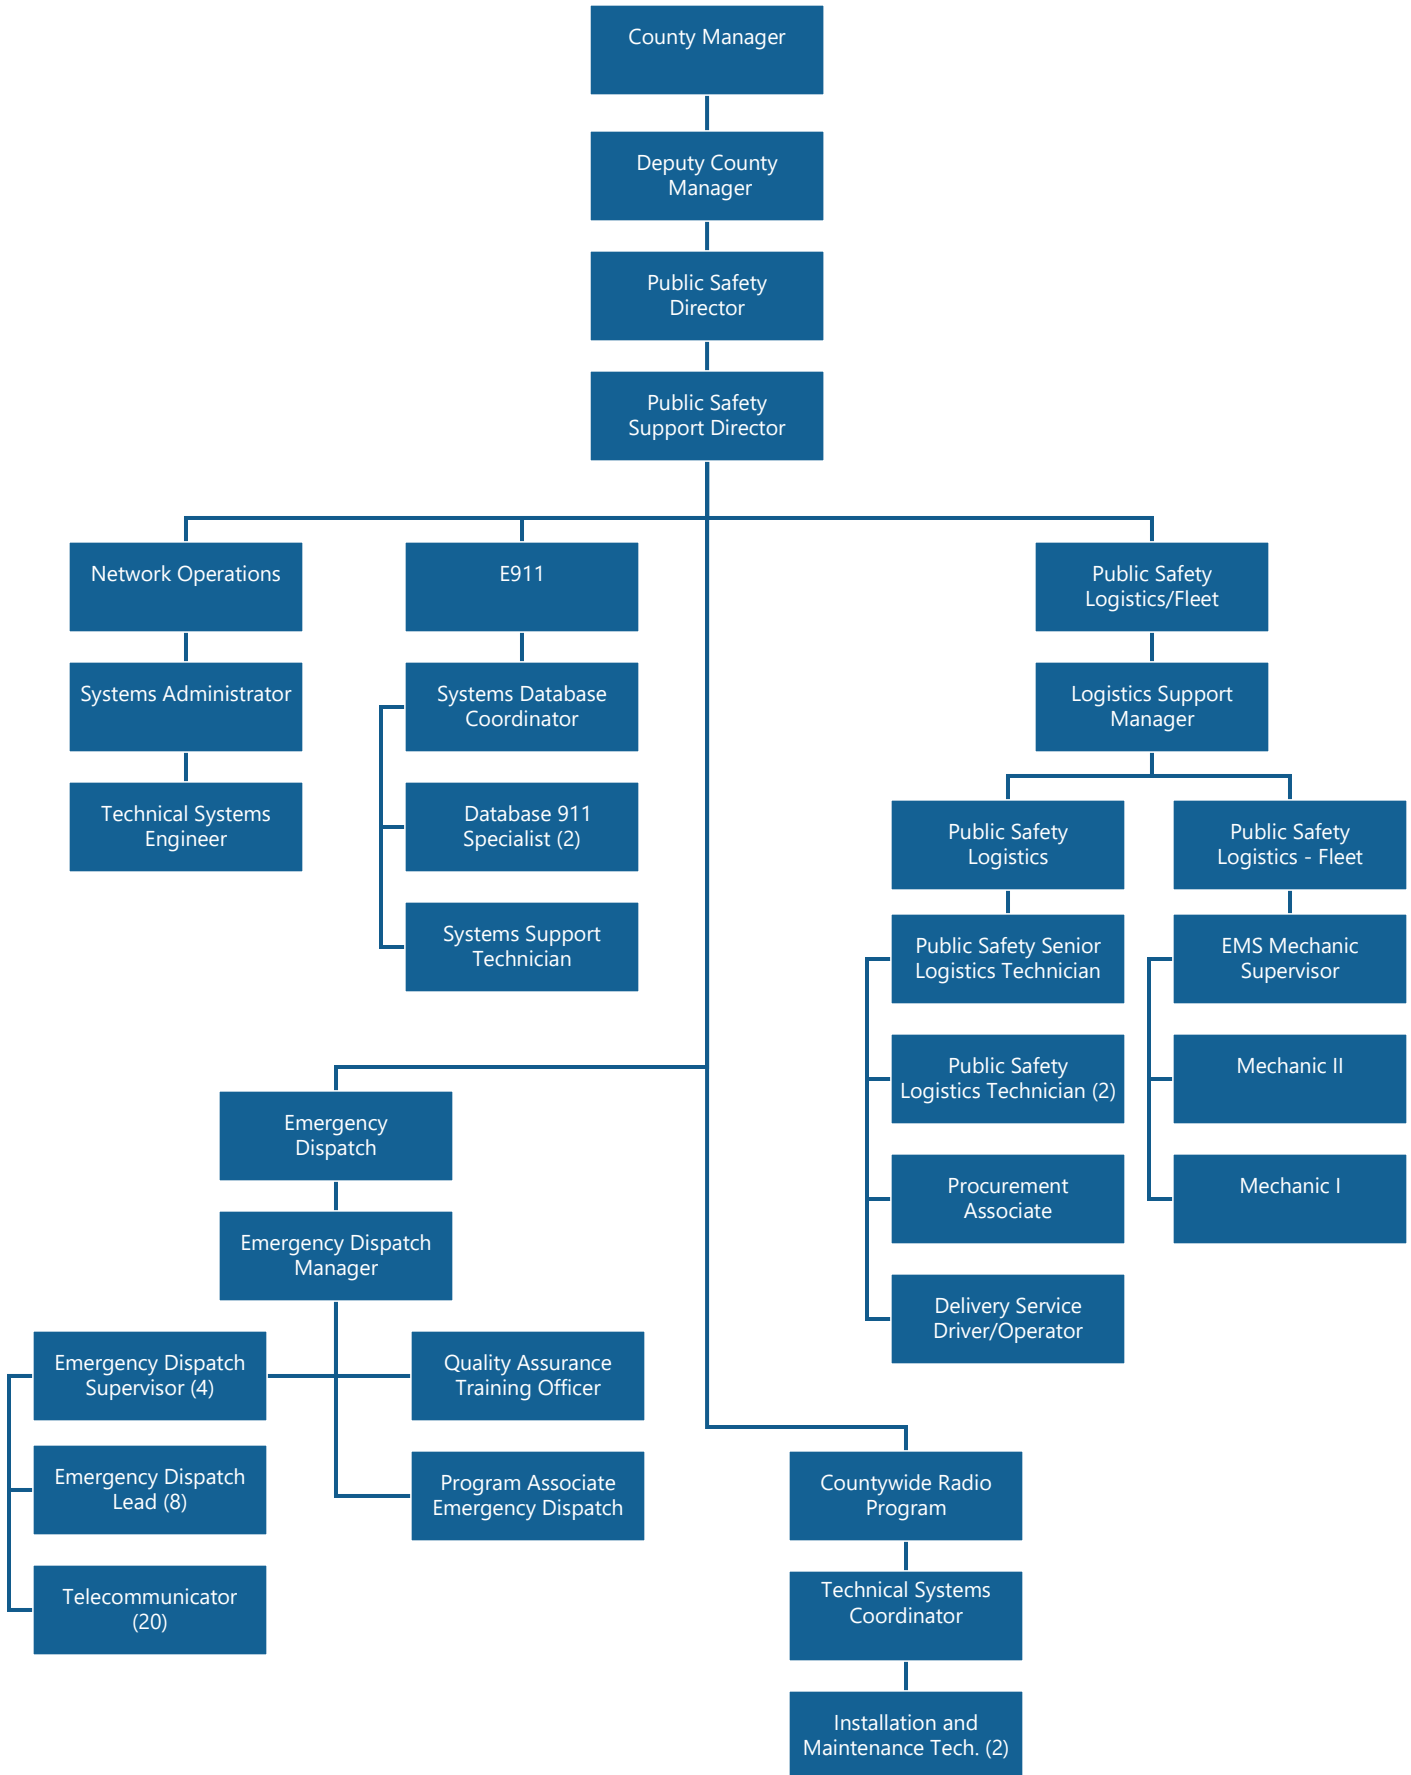 County Manager
Deputy County
Manager
Public Safety
Director
Public Safety
Support Director
Network Operations
Systems Administrator
Technical Systems
Engineer
E911
Systems Database
Coordinator
Database 911
Specialist (2)
Systems Support
Technician
Public Safety
Logistics/Fleet
Logistics Support
Manager
Public Safety
Logistics
Public Safety Senior
Logistics Technician
Public Safety
Logistics Technician (2)
Procurement
Associate
Delivery Service
Driver/Operator
Public Safety
Logistics - Fleet
EMS Mechanic
Supervisor
Mechanic II
Mechanic I
Emergency
Dispatch
Emergency Dispatch
Manager
Emergency Dispatch
Supervisor (4)
Emergency Dispatch
Lead (8)
Telecommunicator
(20)
Quality Assurance
Training Officer
Program Associate
Emergency Dispatch
Countywide Radio
Program
Technical Systems
Coordinator
Installation and
Maintenance Tech. (2)